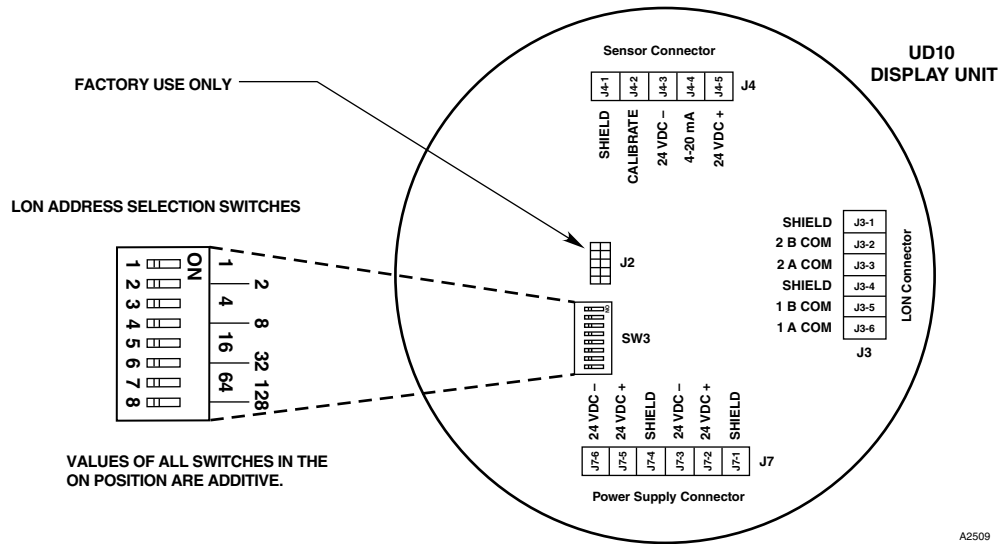 Sensor Connector
UD10
DISPLAY UNIT
FACTORY USE ONLY
J4-1 J4-2 J4-3 J4-4 J4-5 J4
SHIELD
CALIBRATE
24 VDC –
4-20 mA
24 VDC +
LON ADDRESS SELECTION SWITCHES
ON
1 1
2 2
3 4
4 8
5 16
6 32
7 64
8 128
J2
ON
SW3
SHIELD J3-1
2 B COM J3-2
2 A COM J3-3
SHIELD J3-4
1 B COM J3-5
1 A COM J3-6
LON Connector
J3
24 VDC –
24 VDC +
SHIELD
24 VDC –
24 VDC +
SHIELD
J7-6 J7-5 J7-4 J7-3 J7-2 J7-1 J7
Power Supply Connector
VALUES OF ALL SWITCHES IN THE
ON POSITION ARE ADDITIVE.
A2509